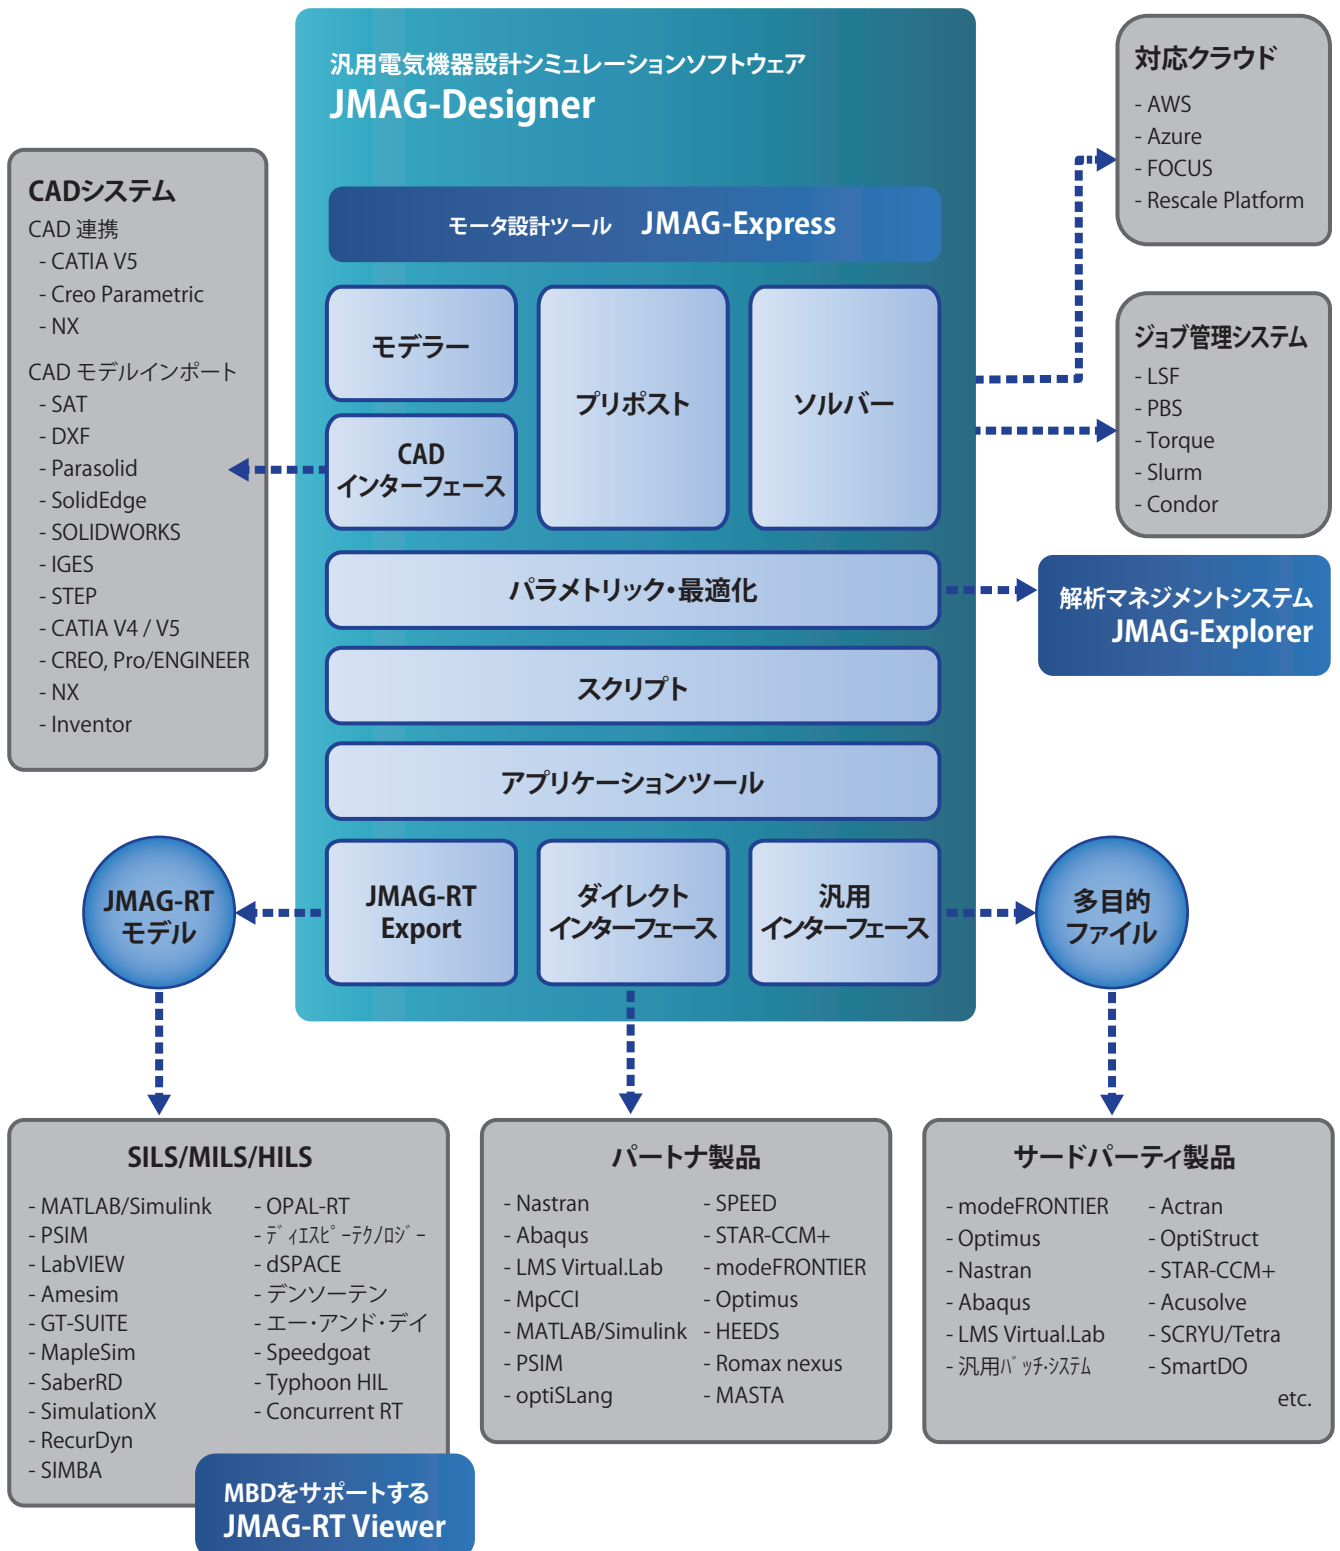 汎用電気機器設計シミュレーションソフトウェア
JMAG-Designer
モータ設計ツール JMAG-Express
モデラー
CAD
インターフェース
プリポスト
ソルバー
パラメトリック・最適化
スクリプト
アプリケーションツール
JMAG-RT
Export
ダイレクト
インターフェース
汎用
インターフェース
CADシステム
CAD 連携
- CATIA V5
- Creo Parametric
- NX
CAD モデルインポート
- SAT
- DXF
- Parasolid
- SolidEdge
- SOLIDWORKS
- IGES
- STEP
- CATIA V4 / V5
- CREO, Pro/ENGINEER
- NX
- Inventor
対応クラウド
- AWS
- Azure
- FOCUS
- Rescale Platform
ジョブ管理システム
- LSF
- PBS
- Torque
- Slurm
- Condor
解析マネジメントシステム
JMAG-Explorer
JMAG-RT
モデル
多目的
ファイル
SILS/MILS/HILS
- MATLAB/Simulink
- PSIM
- LabVIEW
- Amesim
- GT-SUITE
- MapleSim
- SaberRD
- SimulationX
- RecurDyn
- SIMBA
- OPAL-RT
- ディエスピーテクノロジー
- dSPACE
- デンソーテン
- エー・アンド・デイ
- Speedgoat
- Typhoon HIL
- Concurrent RT
MBDをサポートする
JMAG-RT Viewer
パートナ製品
- Nastran
- Abaqus
- LMS Virtual.Lab
- MpCCI
- MATLAB/Simulink
- PSIM
- optiSLang
- SPEED
- STAR-CCM+
- modeFRONTIER
- Optimus
- HEEDS
- Romax nexus
- MASTA
サードパーティ製品
- modeFRONTIER
- Optimus
- Nastran
- Abaqus
- LMS Virtual.Lab
- 汎用バッチ・システム
- Actran
- OptiStruct
- STAR-CCM+
- Acusolve
- SCRYU/Tetra
- SmartDO
etc.